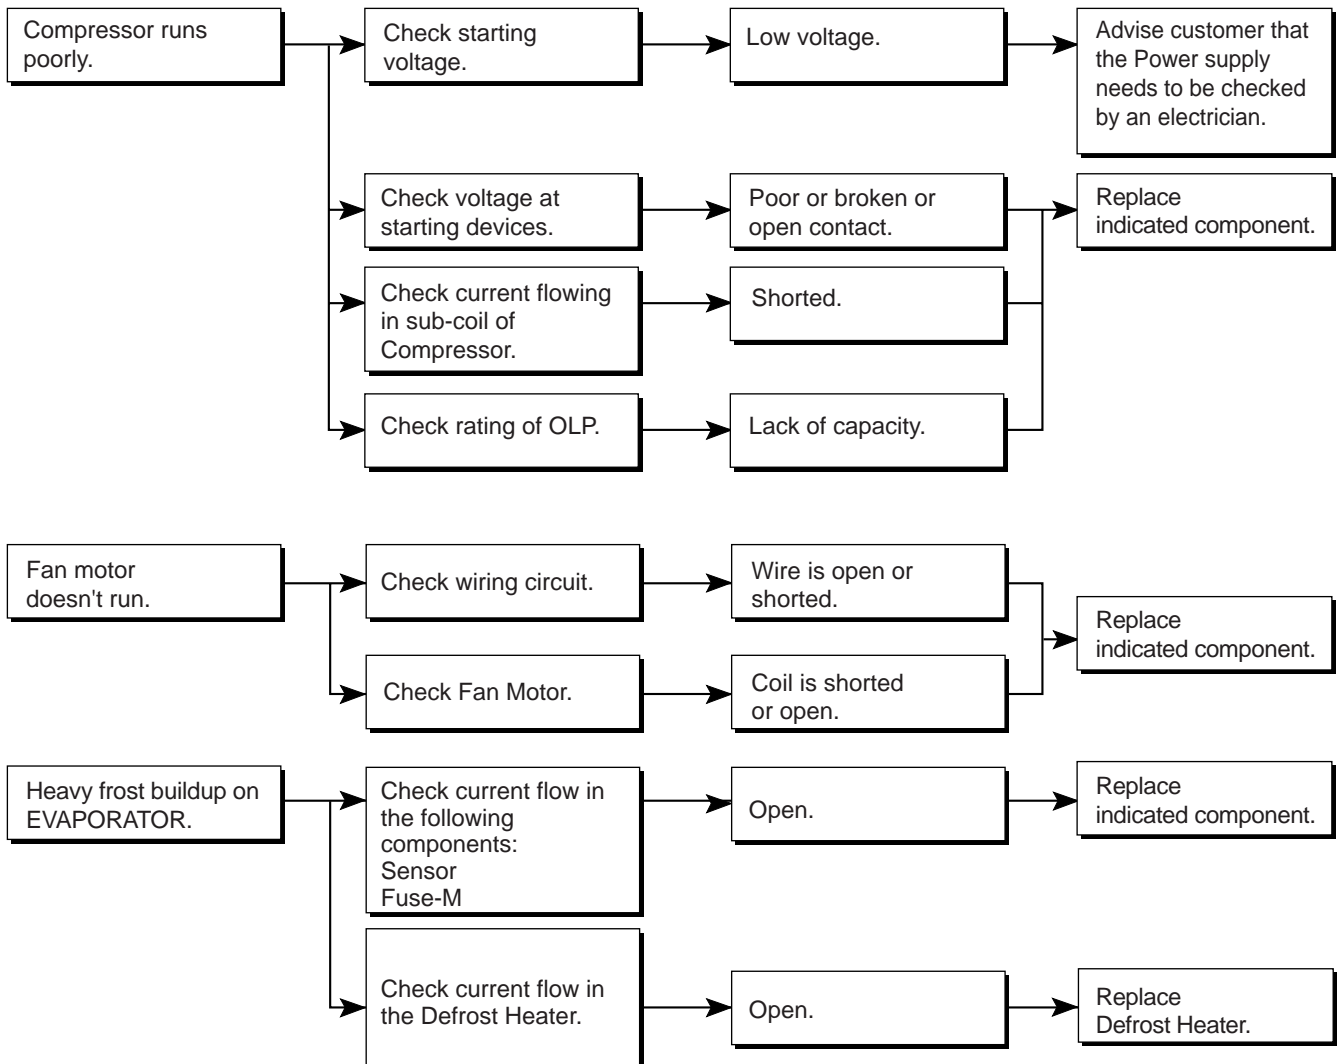 Compressor runs
poorly.
Check starting
voltage.
Low voltage.
Advise customer that
the Power supply
needs to be checked
by an electrician.
Check voltage at
starting devices.
Poor or broken or
open contact.
Replace
indicated component.
Check current flowing
in sub-coil of
Compressor.
Shorted.
Check rating of OLP.
Lack of capacity.
Fan motor
doesn't run.
Check wiring circuit.
Wire is open or
shorted.
Replace
indicated component.
Check Fan Motor.
Coil is shorted
or open.
Heavy frost buildup on
EVAPORATOR.
Check current flow in
the following
components:
Sensor
Fuse-M
Open.
Replace
indicated component.
Check current flow in
the Defrost Heater.
Open.
Replace
Defrost Heater.